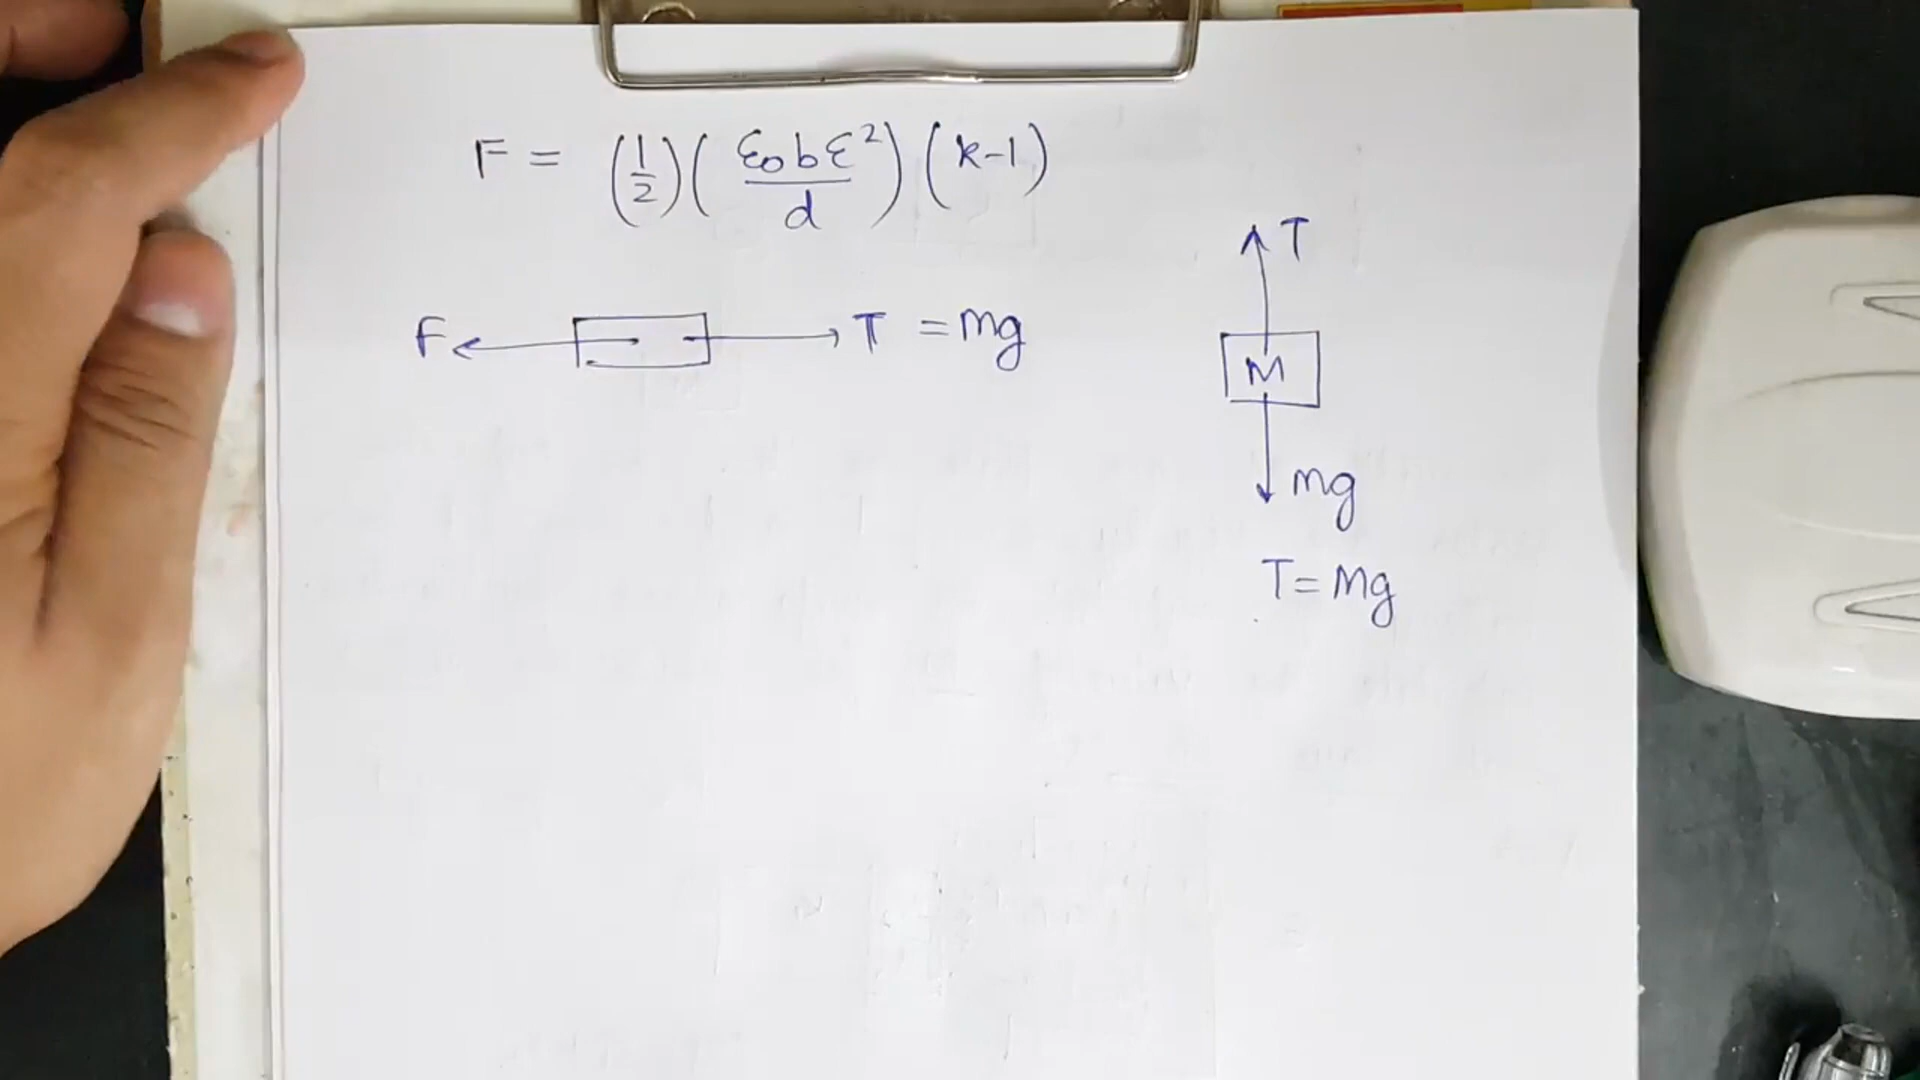 F = (1/2) (ε₀bε²/d) (k-1)
F T = mg
T
M
mg
T = Mg